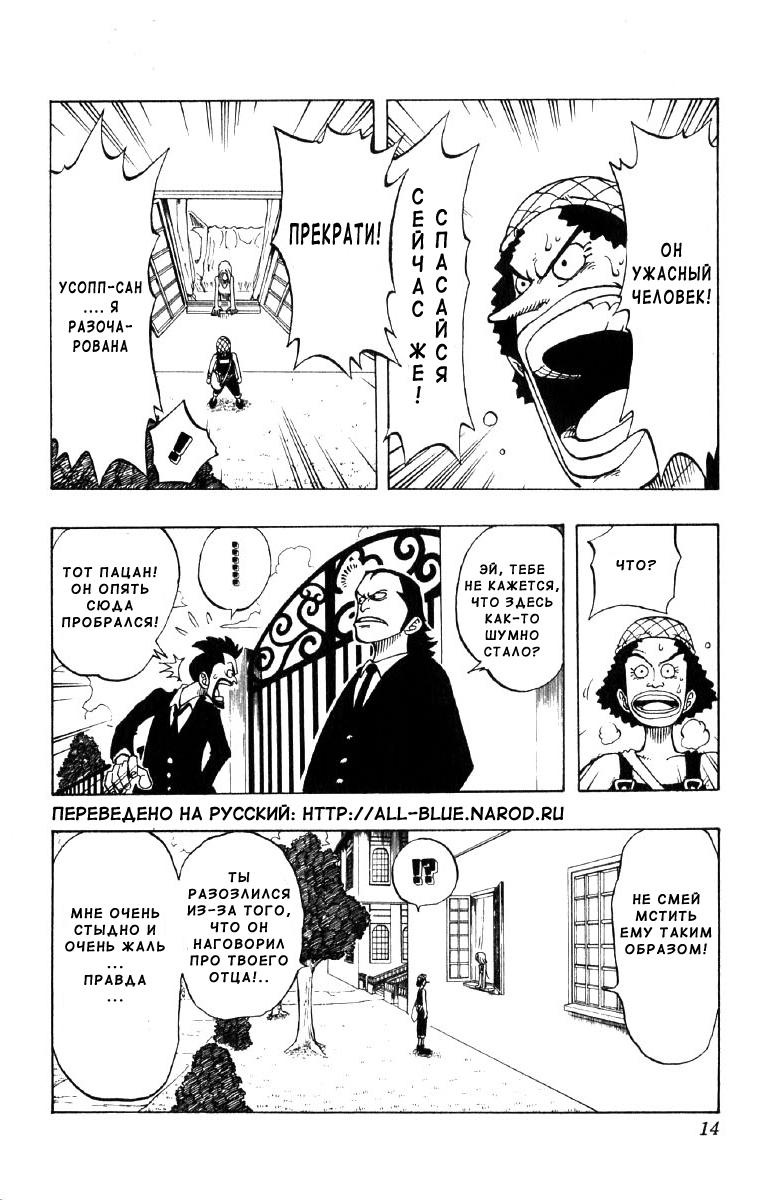 ОН
УЖАСНЫЙ
ЧЕЛОВЕК!
СПАСАЙСЯ
СЕЙЧАС ЖЕ!
ПРЕКРАТИ!
УСОПП-САН
.... Я
РАЗОЧА-
РОВАНА
!
ЧТО?
ЭЙ, ТЕБЕ
НЕ КАЖЕТСЯ,
ЧТО ЗДЕСЬ
КАК-ТО
ШУМНО
СТАЛО?
......
ТОТ ПАЦАН!
ОН ОПЯТЬ
СЮДА
ПРОБРАЛСЯ!
ПЕРЕВЕДЕНО НА РУССКИЙ: HTTP://ALL-BLUE.NAROD.RU
НЕ СМЕЙ
МСТИТЬ
ЕМУ ТАКИМ
ОБРАЗОМ!
!?
ТЫ
РАЗОЗЛИЛСЯ
ИЗ-ЗА ТОГО,
ЧТО ОН
НАГОВОРИЛ
ПРО ТВОЕГО
ОТЦА!..
МНЕ ОЧЕНЬ
СТЫДНО И
ОЧЕНЬ ЖАЛЬ
...
ПРАВДА
...
14